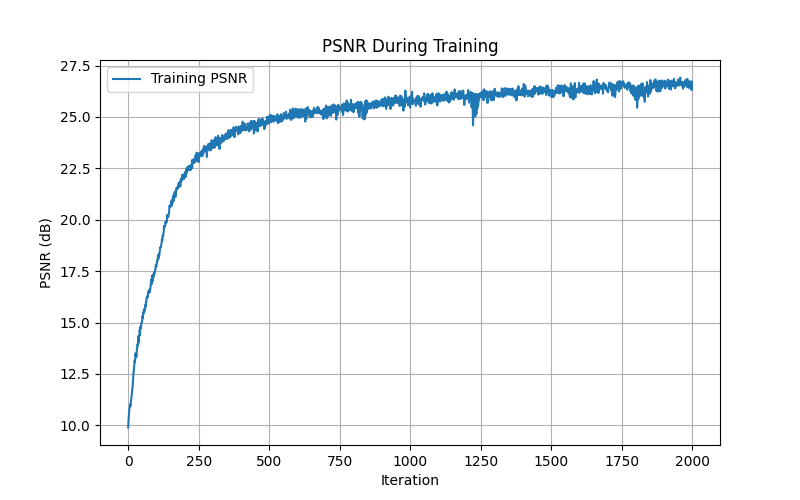 PSNR During Training
Training PSNR
27.5
25.0
22.5
20.0
17.5
15.0
12.5
10.0
PSNR (dB)
0 250 500 750 1000 1250 1500 1750 2000
Iteration